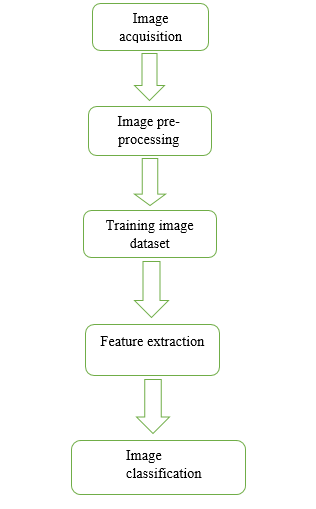 Image
acquisition
Image pre-
processing
Training image
dataset
Feature extraction
Image
classification